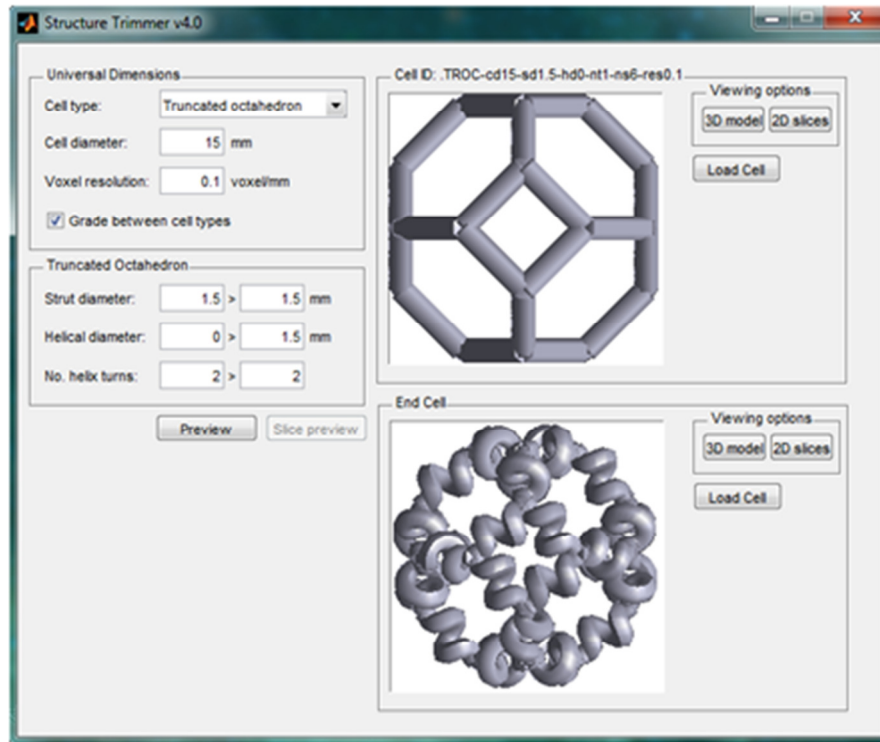 Structure Trimmer v4.0
Universal Dimensions
Cell type: Truncated octahedron
Cell diameter: 15 mm
Voxel resolution: 0.1 voxel/mm
Grade between cell types
Truncated Octahedron
Strut diameter: 1.5 > 1.5 mm
Helical diameter: 0 > 1.5 mm
No. helix turns: 2 > 2
Preview Slice preview
Cell ID: .TROC-cd15-sd1.5-hd0-nt1-ns6-res0.1
Viewing options
3D model 2D slices
Load Cell
End Cell
Viewing options
3D model 2D slices
Load Cell